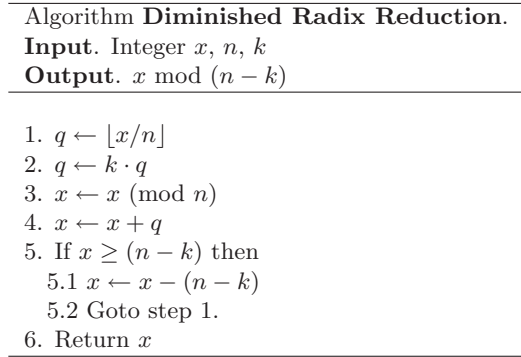 Algorithm Diminished Radix Reduction.
Input. Integer x, n, k
Output. x mod (n − k)
1. q ← ⌊x/n⌋
2. q ← k · q
3. x ← x (mod n)
4. x ← x + q
5. If x ≥ (n − k) then
5.1 x ← x − (n − k)
5.2 Goto step 1.
6. Return x